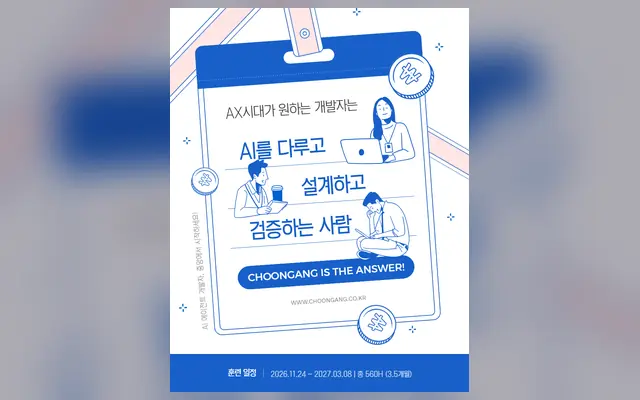 AX시대가 원하는 개발자는
AI를 다루고
설계하고
검증하는 사람
CHOONGANG IS THE ANSWER!
WWW.CHOONGANG.CO.KR
AI 에이전트 개발자, 중앙에서 시작하세요!
훈련 일정 | 2026.11.24 – 2027.03.08 | 총 560H (3.5개월)